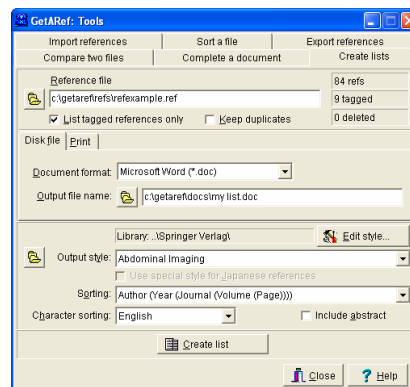 GetARef: Tools
Import references Sort a file Export references
Compare two files Complete a document Create lists
Reference file
c:\getaref\refs\refexample.ref
84 refs
9 tagged
0 deleted
List tagged references only Keep duplicates
Disk file Print
Document format: Microsoft Word (*.doc)
Output file name: c:\getaref\docs\my list.doc
Library: ..\Springer Verlag\ Edit style...
Output style: Abdominal Imaging
Use special style for Japanese references
Sorting: Author (Year (Journal (Volume (Page))))
Character sorting: English Include abstract
Create list
Close Help